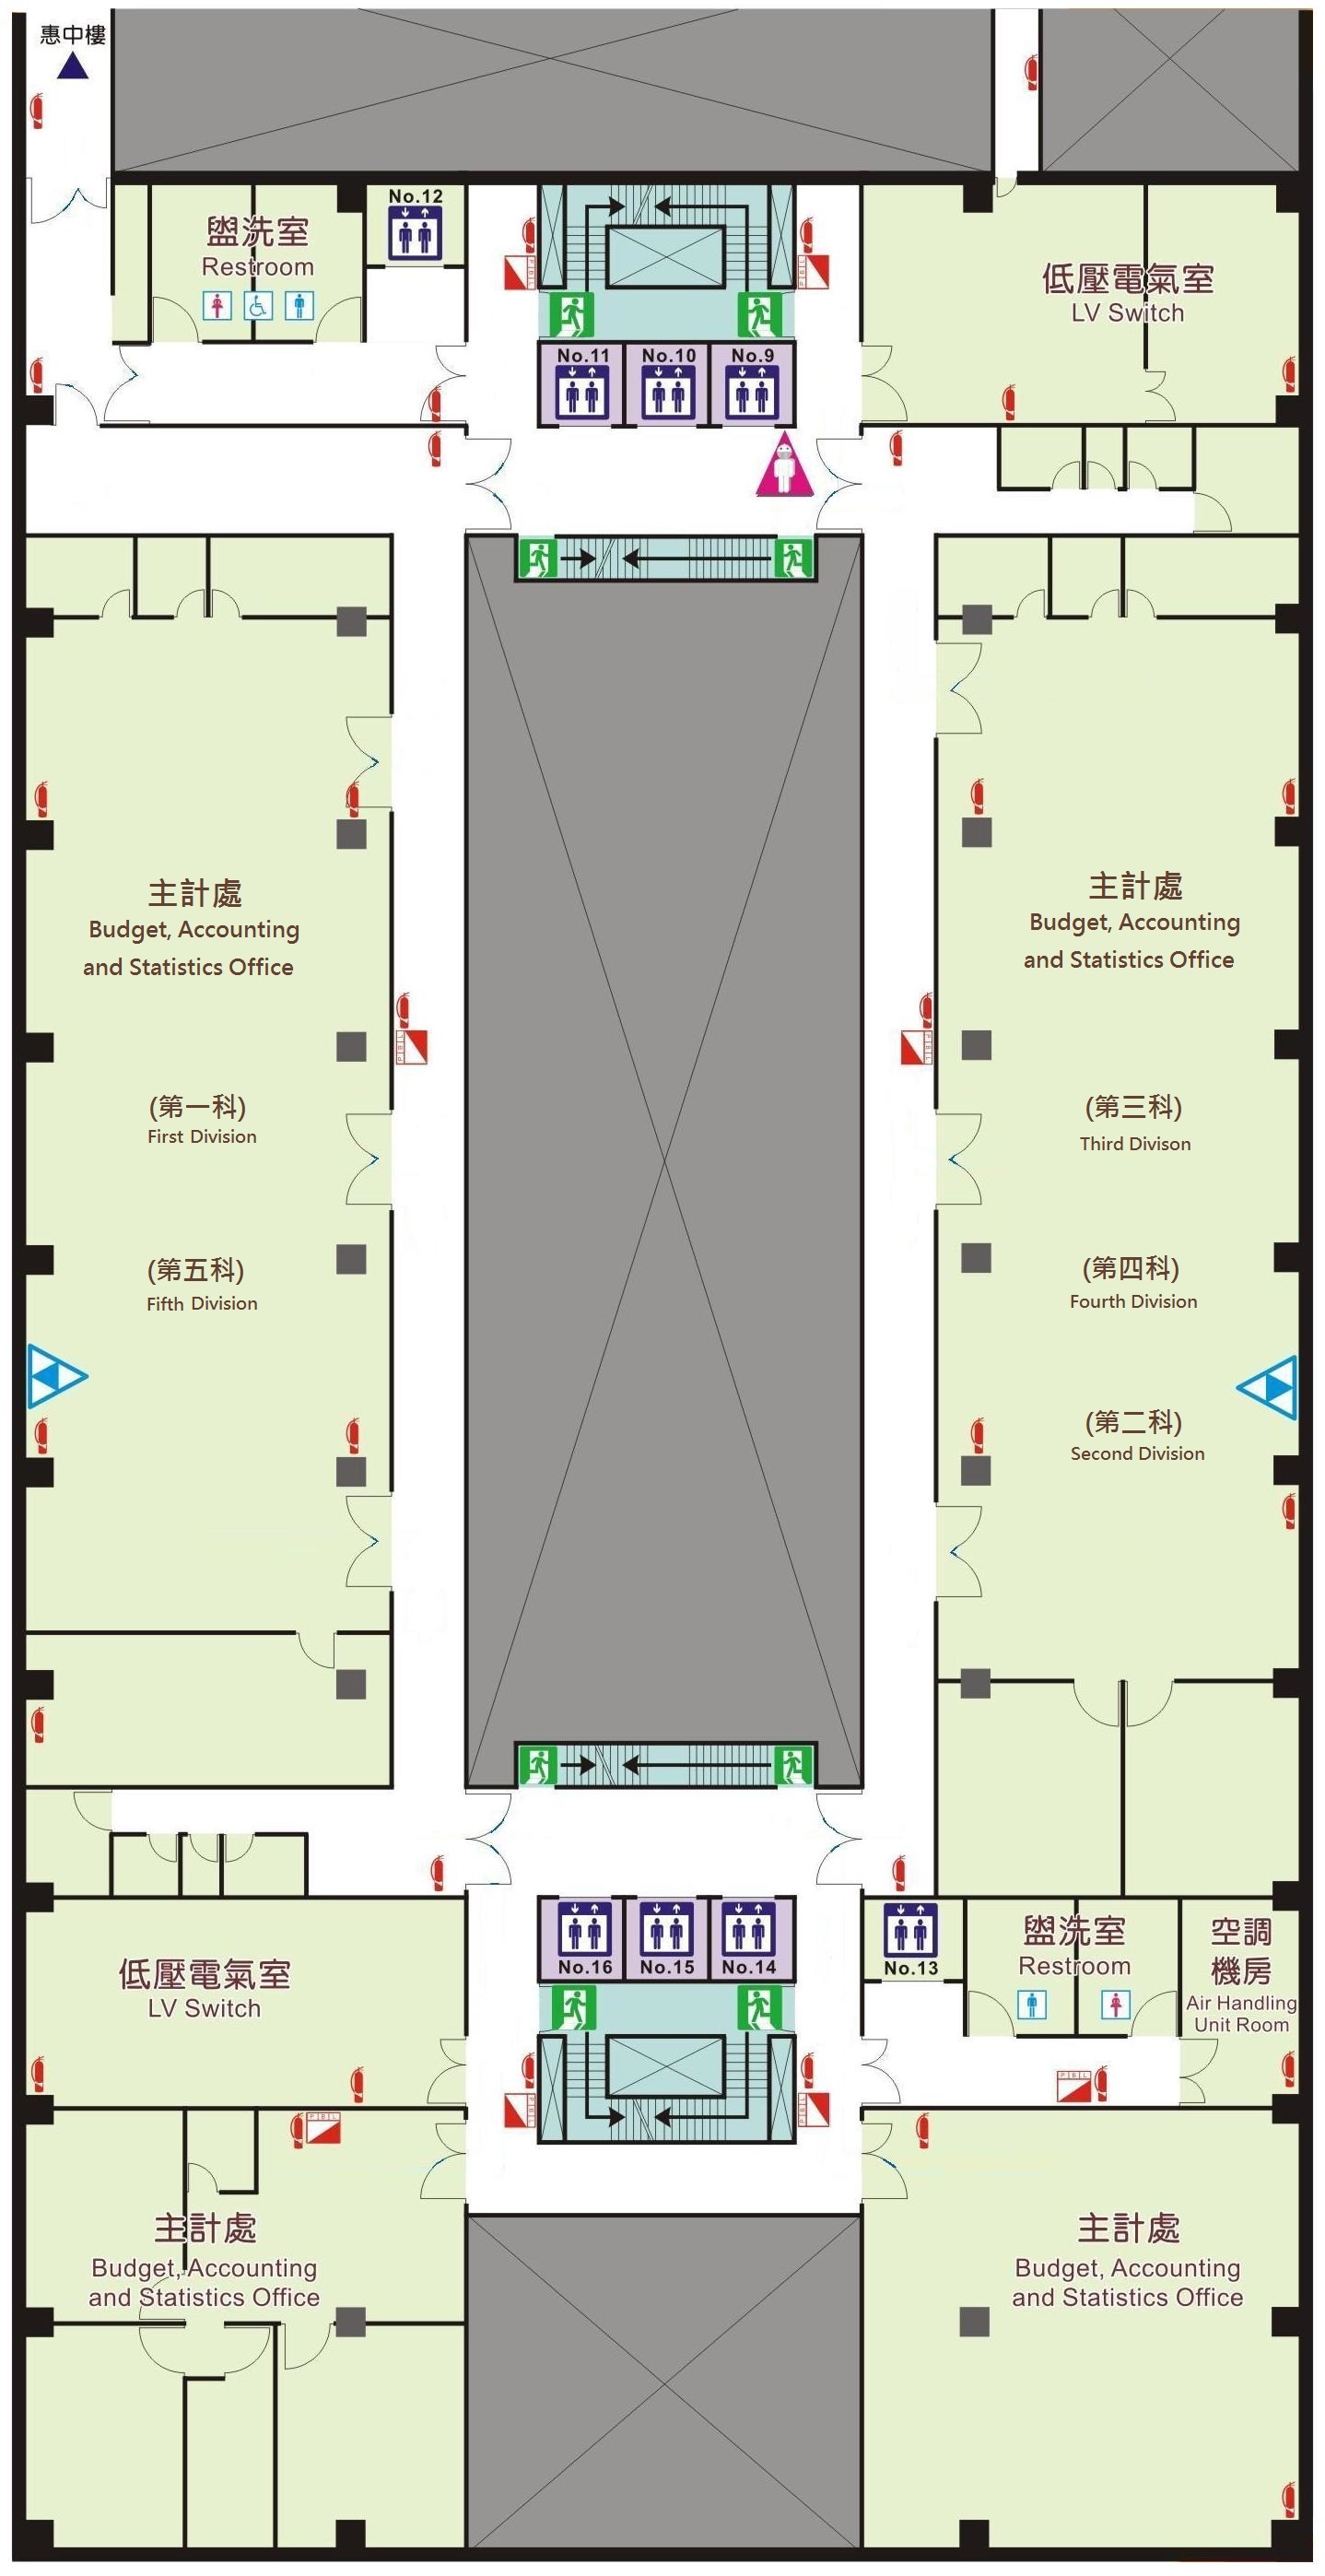 惠中樓
No.12
盥洗室
Restroom
低壓電氣室
LV Switch
No.11
No.10
No.9
主計處
Budget, Accounting
and Statistics Office
(第一科)
First Division
(第五科)
Fifth Division
主計處
Budget, Accounting
and Statistics Office
(第三科)
Third Divison
(第四科)
Fourth Division
(第二科)
Second Division
低壓電氣室
LV Switch
No.16
No.15
No.14
No.13
盥洗室
Restroom
空調
機房
Air Handling
Unit Room
主計處
Budget, Accounting
and Statistics Office
主計處
Budget, Accounting
and Statistics Office